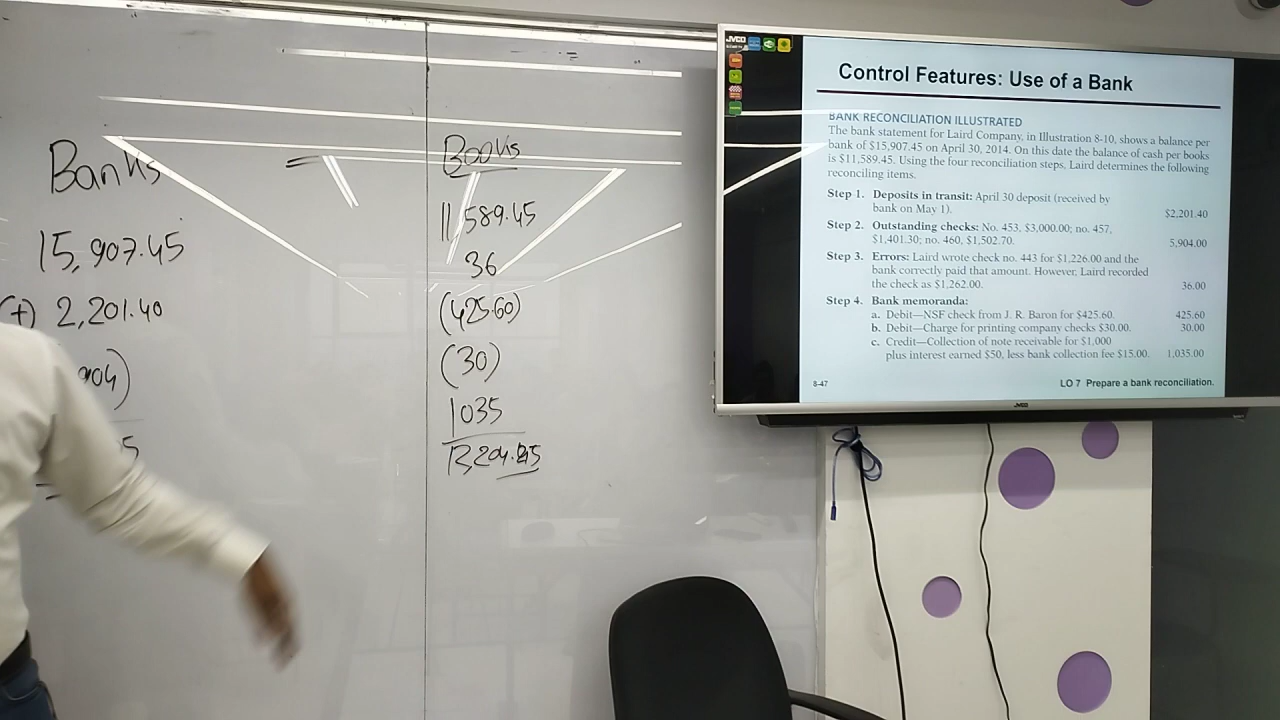 Banks = Books
15,907.45
(+) 2,201.40
904)
5
11,589.45
36
(425.60)
(30)
1035
JVCO
Control Features: Use of a Bank
BANK RECONCILIATION ILLUSTRATED
The bank statement for Laird Company, in Illustration 8-10, shows a balance per
bank of $15,907.45 on April 30, 2014. On this date the balance of cash per books
is $11,589.45. Using the four reconciliation steps, Laird determines the following
reconciling items.
Step 1. Deposits in transit: April 30 deposit (received by
bank on May 1). $2,201.40
Step 2. Outstanding checks: No. 453, $3,000.00; no. 457,
$1,401.30; no. 460, $1,502.70. 5,904.00
Step 3. Errors: Laird wrote check no. 443 for $1,226.00 and the
bank correctly paid that amount. However, Laird recorded
the check as $1,262.00. 36.00
Step 4. Bank memoranda:
a. Debit—NSF check from J. R. Baron for $425.60. 425.60
b. Debit—Charge for printing company checks $30.00. 30.00
c. Credit—Collection of note receivable for $1,000
plus interest earned $50, less bank collection fee $15.00. 1,035.00
8-47 LO 7 Prepare a bank reconciliation.
JVCO